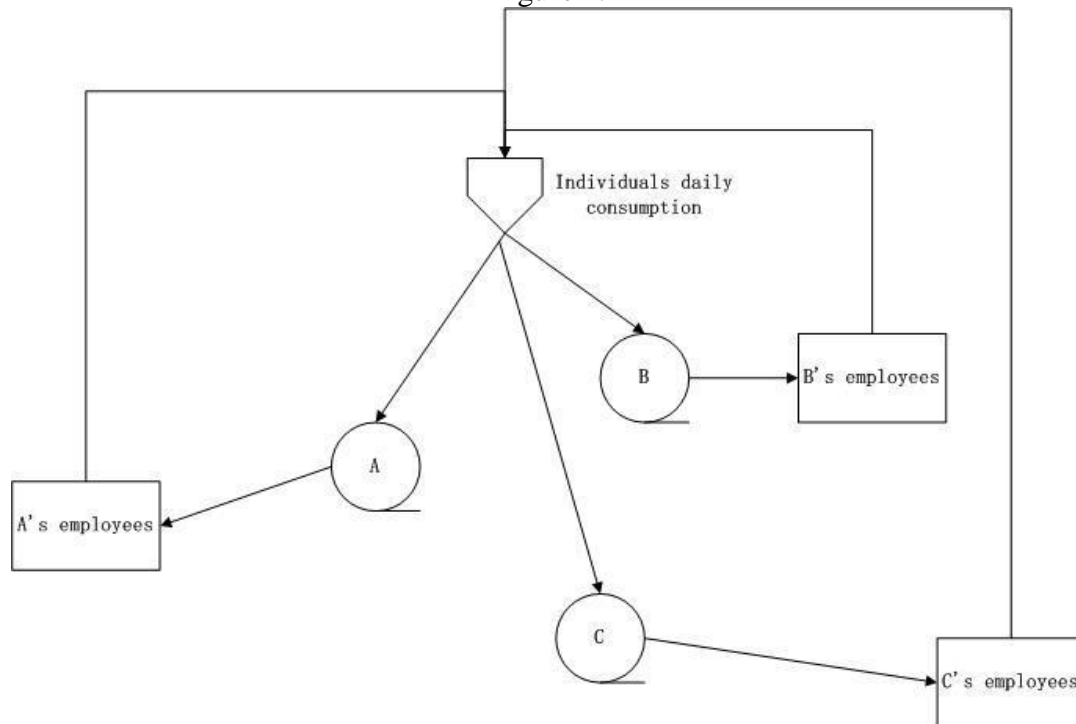 Individuals daily
consumption
B
B's employees
A
A's employees
C
C's employees